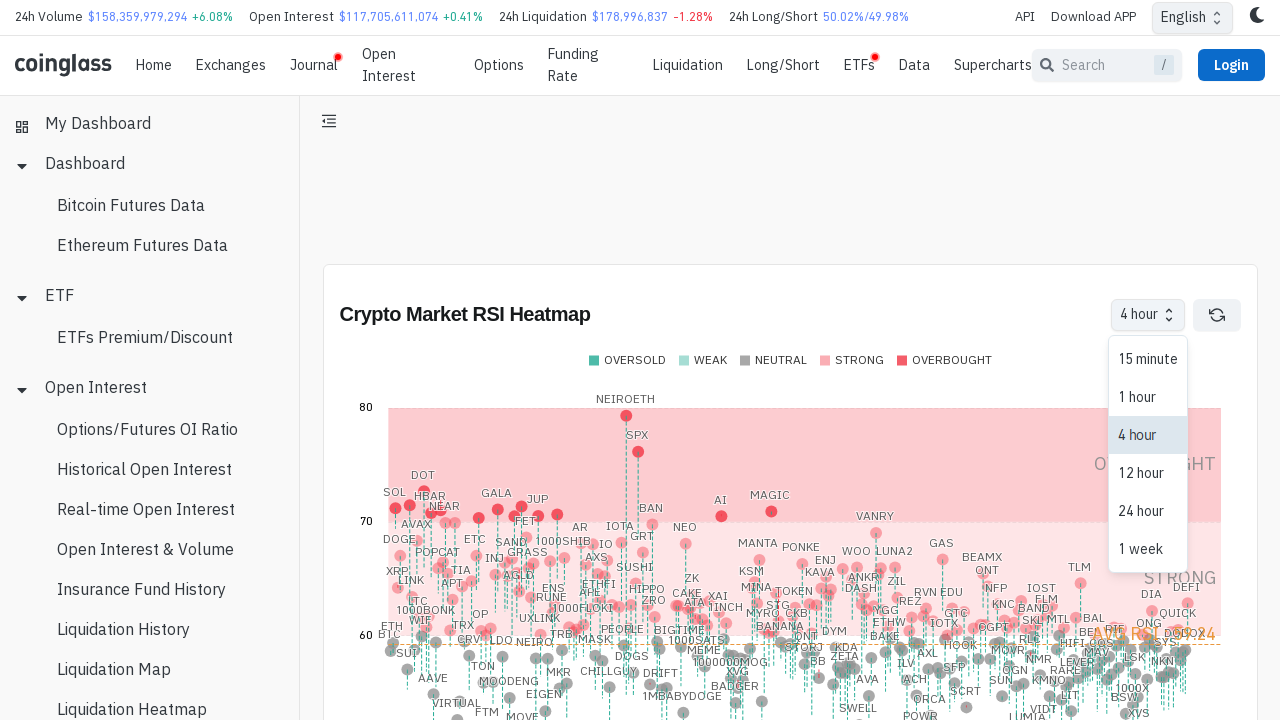 24h Volume $158,359,979,294 +6.08% Open Interest $117,705,611,074 +0.41% 24h Liquidation $178,996,837 -1.28% 24h Long/Short 50.02%/49.98% API Download APP English
coinglass Home Exchanges Journal Open Interest Options Funding Rate Liquidation Long/Short ETFs Data Supercharts Search / Login
My Dashboard
Dashboard
Bitcoin Futures Data
Ethereum Futures Data
ETF
ETFs Premium/Discount
Open Interest
Options/Futures OI Ratio
Historical Open Interest
Real-time Open Interest
Open Interest & Volume
Insurance Fund History
Liquidation History
Liquidation Map
Liquidation Heatmap
Crypto Market RSI Heatmap 4 hour
15 minute
1 hour
4 hour
12 hour
24 hour
1 week
OVERSOLD WEAK NEUTRAL STRONG OVERBOUGHT
80
NEIROETH
SPX
DOT
SOL HBAR GALA JUP AI MAGIC
NEAR BAN
70
AVAX FET AR IOTA NEO VANRY
DOGE ETC SAND 1000SHIB IO GRT MANTA PONKE GAS
POPCAT INJ GRASS AXS WOO LUNA2 BEAMX
XRP LINK TIA AGLD SUSHI KSM ENJ KAVA ONT TLM STRONG
APT ETHFI APE HIPPO ZK MINA ANKR DASH ZIL NFP IOST DIA DEFI
LTC ENS RUNE ZRO CAKE ATA XAI TOKEN RVN EDU
1000BONK OP 1000FLOKI 1INCH STG REZ KNC ELM
WIF TRX UXLINK MYRO CKB YGG GTC BAND QUICK
60
ETH BTC CRV LDO NEIRO TRB MASK PEOPLE BIGTIME 1000SATS BANANA DYM ETHW BAKE IOTX CGPT SKL MTL BAL ONG
SUI DOGS MEME STORJ KDA HOOK RLC HIFI
TON MKR CHILLGUY 1000000MOG BB ZETA AXL MOVR NMR LSK SYS
AAVE MOODENG DRIFT XVG AVA ILV SFP OGN RARE NKN
VIRTUAL EIGEN 1MBABYDOGE BADGER ACH SUN KMNO LIT 1000X
FTM MOVE SWELL ORCA SCRT VIDT BSW
POWR LUMIA XVS